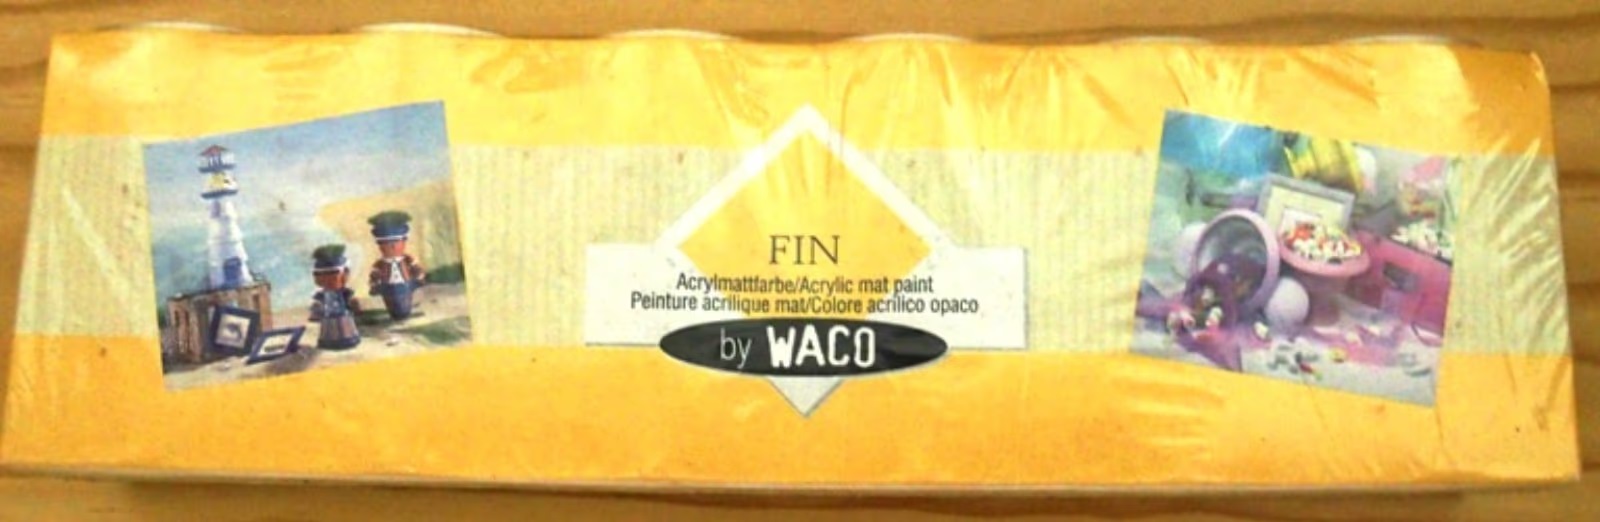 FIN
Acrylmattfarbe/Acrylic mat paint
Peinture acrilique mat/Colore acrilico opaco
by WACO